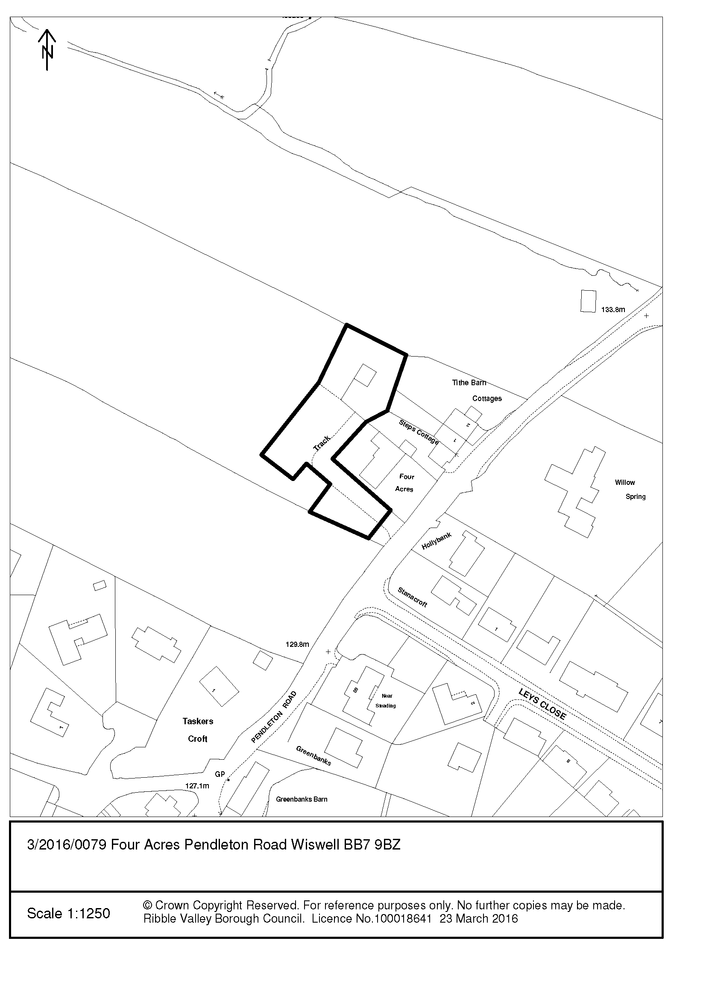 N
133.8m
Tithe Barn
Cottages
2
1
Steps Cottage
Track
Four
Acres
Willow
Spring
Hollybank
Stanacroft
1
129.8m
1
Near
Steading
2
LEYS CLOSE
7
PENDLETON ROAD
Taskers
Croft
1
Greenbanks
8
GP
127.1m
Greenbanks Barn
3/2016/0079 Four Acres Pendleton Road Wiswell BB7 9BZ
Scale 1:1250
© Crown Copyright Reserved. For reference purposes only. No further copies may be made.
Ribble Valley Borough Council. Licence No.100018641 23 March 2016